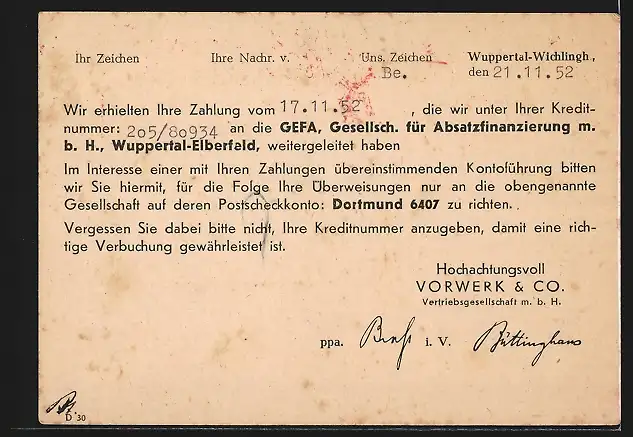 Ihr Zeichen Ihre Nachr. v. Uns. Zeichen Wuppertal-Wichlingh,
Be. den 21.11.52
Wir erhielten Ihre Zahlung vom 17.11.52 , die wir unter Ihrer Kredit-
nummer: 2o5/8o934 an die GEFA, Gesellsch. für Absatzfinanzierung m.
b. H., Wuppertal-Elberfeld, weitergeleitet haben
Im Interesse einer mit Ihren Zahlungen übereinstimmenden Kontoführung bitten
wir Sie hiermit, für die Folge Ihre Überweisungen nur an die obengenannte
Gesellschaft auf deren Postscheckkonto: Dortmund 6407 zu richten.
Vergessen Sie dabei bitte nicht, Ihre Kreditnummer anzugeben, damit eine rich-
tige Verbuchung gewährleistet ist.
Hochachtungsvoll
VORWERK & CO.
Vertriebsgesellschaft m. b. H.
ppa. i. V. Büttinghaus
D 30